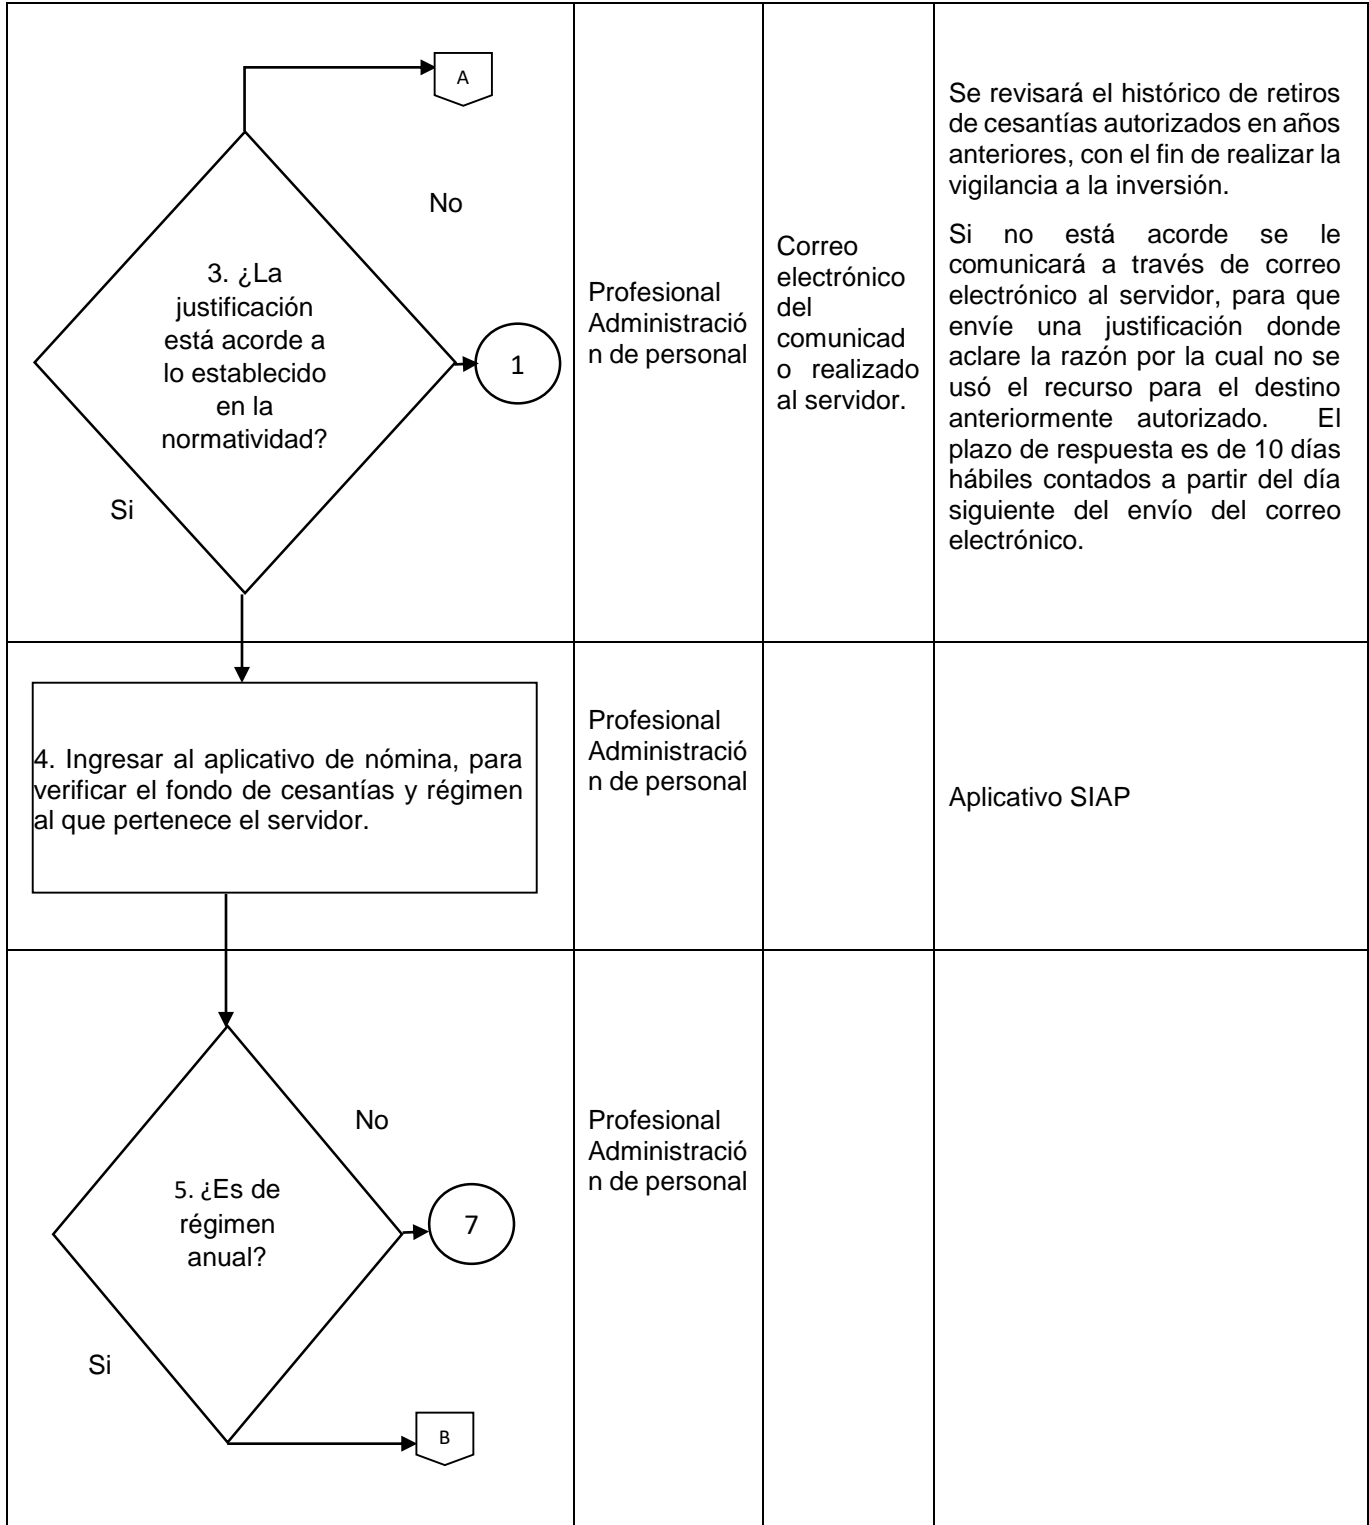 A
No
3. ¿La
justificación
está acorde a
lo establecido
en la
normatividad?
1
Si
Profesional
Administració
n de personal
Correo
electrónico
del
comunicad
o realizado
al servidor.
Se revisará el histórico de retiros
de cesantías autorizados en años
anteriores, con el fin de realizar la
vigilancia a la inversión.
Si no está acorde se le
comunicará a través de correo
electrónico al servidor, para que
envíe una justificación donde
aclare la razón por la cual no se
usó el recurso para el destino
anteriormente autorizado. El
plazo de respuesta es de 10 días
hábiles contados a partir del día
siguiente del envío del correo
electrónico.
4. Ingresar al aplicativo de nómina, para
verificar el fondo de cesantías y régimen
al que pertenece el servidor.
Profesional
Administració
n de personal
Aplicativo SIAP
No
5. ¿Es de
régimen
anual?
7
Si
B
Profesional
Administració
n de personal